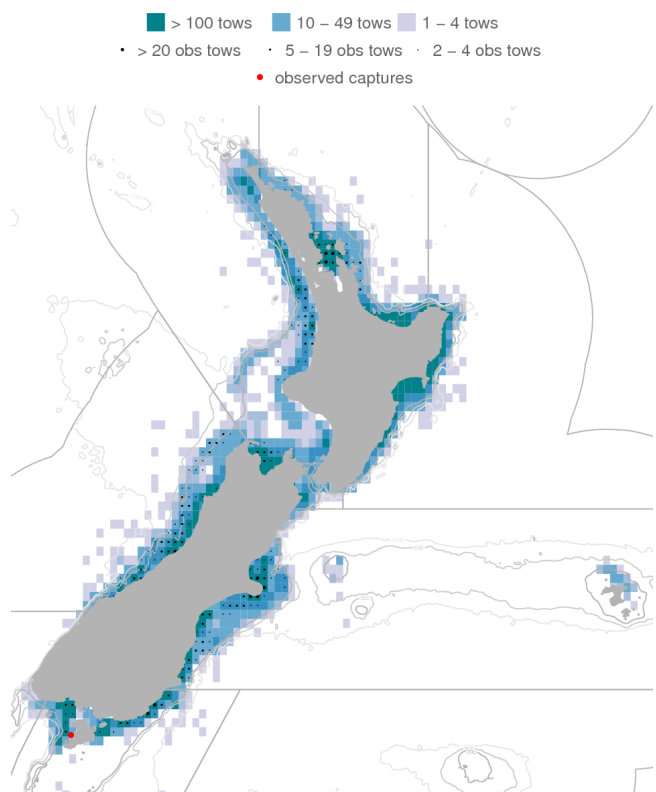 > 100 tows 10 − 49 tows 1 − 4 tows
> 20 obs tows 5 − 19 obs tows 2 − 4 obs tows
observed captures